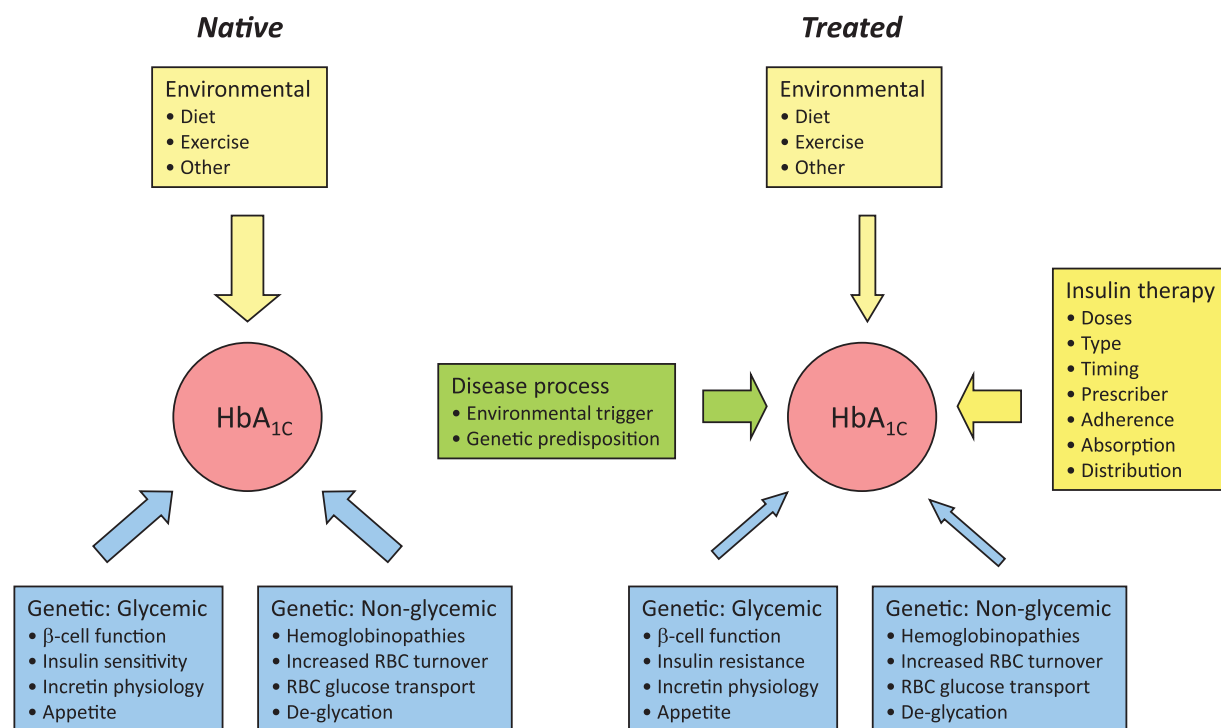 Native
Environmental
• Diet
• Exercise
• Other
HbA1C
Genetic: Glycemic
• β-cell function
• Insulin sensitivity
• Incretin physiology
• Appetite
Genetic: Non-glycemic
• Hemoglobinopathies
• Increased RBC turnover
• RBC glucose transport
• De-glycation
Treated
Environmental
• Diet
• Exercise
• Other
Disease process
• Environmental trigger
• Genetic predisposition
HbA1C
Insulin therapy
• Doses
• Type
• Timing
• Prescriber
• Adherence
• Absorption
• Distribution
Genetic: Glycemic
• β-cell function
• Insulin resistance
• Incretin physiology
• Appetite
Genetic: Non-glycemic
• Hemoglobinopathies
• Increased RBC turnover
• RBC glucose transport
• De-glycation